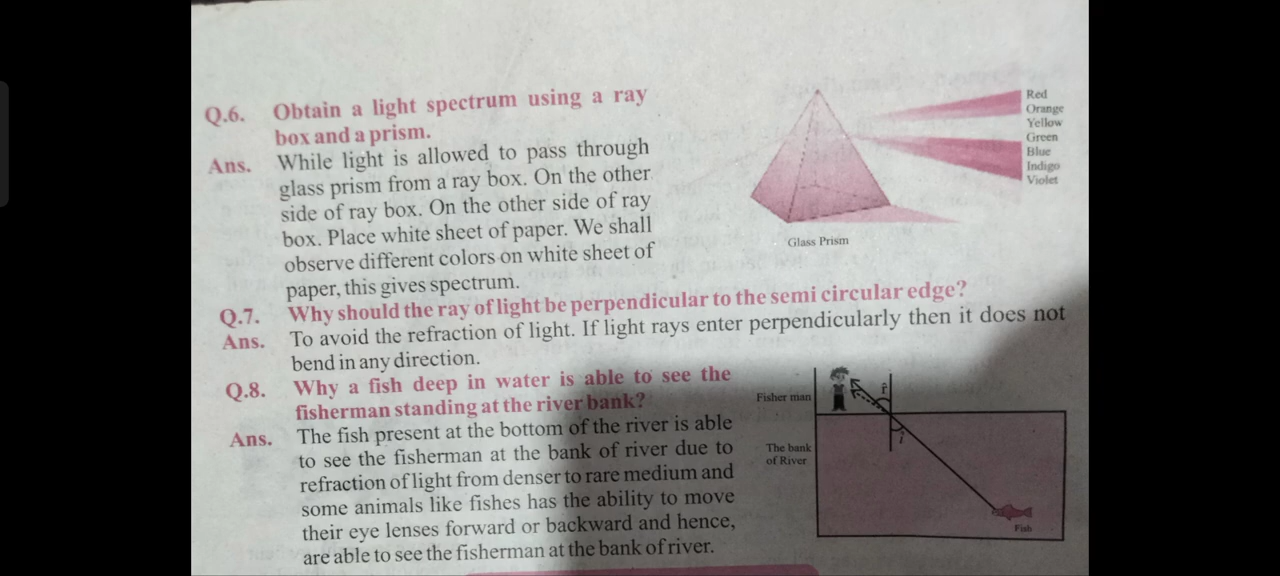 Q.6. Obtain a light spectrum using a ray
box and a prism.
Ans. While light is allowed to pass through
glass prism from a ray box. On the other
side of ray box. On the other side of ray
box. Place white sheet of paper. We shall
observe different colors on white sheet of
paper, this gives spectrum.
Red
Orange
Yellow
Green
Blue
Indigo
Violet
Glass Prism
Q.7. Why should the ray of light be perpendicular to the semi circular edge?
Ans. To avoid the refraction of light. If light rays enter perpendicularly then it does not
bend in any direction.
Q.8. Why a fish deep in water is able to see the
fisherman standing at the river bank?
Ans. The fish present at the bottom of the river is able
to see the fisherman at the bank of river due to
refraction of light from denser to rare medium and
some animals like fishes has the ability to move
their eye lenses forward or backward and hence,
are able to see the fisherman at the bank of river.
Fisher man
r̂
î
The bank
of River
Fish